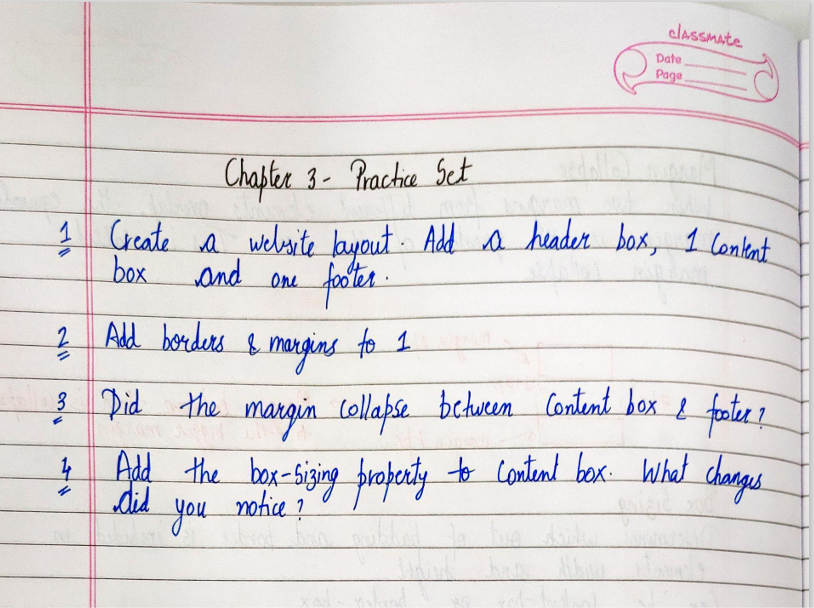 classmate
Date
Page
Chapter 3 - Practice Set
1 Create a website layout. Add a header box, 1 Content
box and one footer.
2 Add borders & margins to 1
3 Did the margin collapse between Content box & footer?
4 Add the box-Sizing property to Content box. What changes
did you notice?